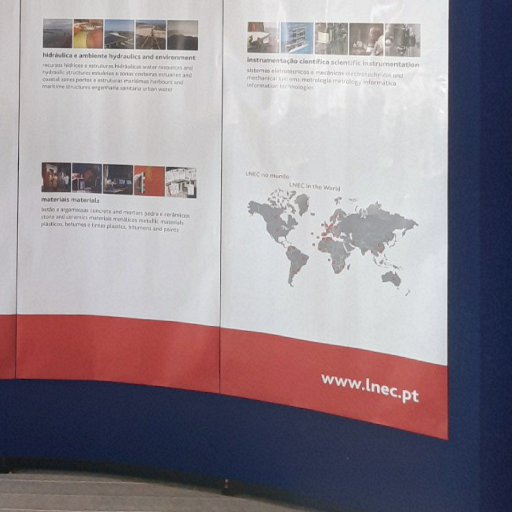 hidráulica e ambiente hydraulics and environment
recursos hídricos e estruturas hidráulicas water resources and
hydraulic structures estuários e zonas costeiras estuaries and
coastal zones portos e estruturas marítimas harbours and
maritime structures engenharia sanitária urban water
instrumentação científica scientific instrumentation
sistemas eletrotécnicos e mecânicos electrotechnical and
mechanical systems metrologia metrology informática
information technologies
materiais materials
betão e argamassas concrete and mortars pedra e cerâmicos
stone and ceramics materiais metálicos metallic materials
plásticos, betumes e tintas plastics, bitumens and paints
LNEC no mundo
LNEC in the World
www.lnec.pt